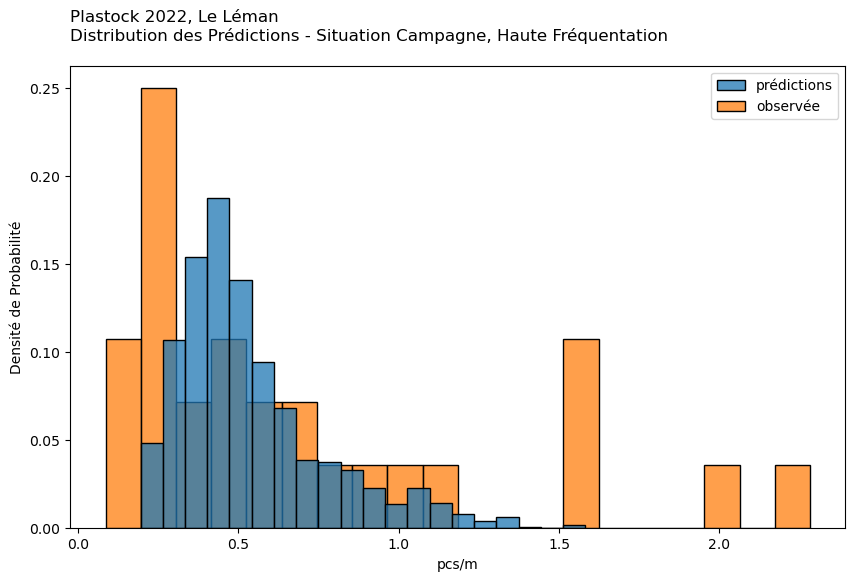 Plastock 2022, Le Léman
Distribution des Prédictions - Situation Campagne, Haute Fréquentation
prédictions
observée
Densité de Probabilité
0.25
0.20
0.15
0.10
0.05
0.00
0.0
0.5
1.0
1.5
2.0
pcs/m